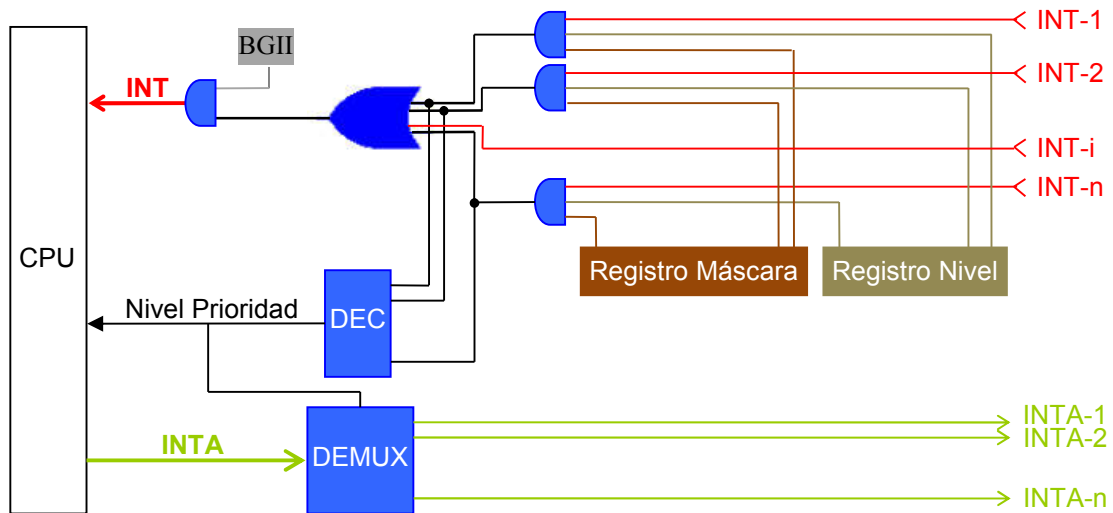 INT-1
BGII
INT
INT-2
INT-i
INT-n
CPU
Registro Máscara
Registro Nivel
Nivel Prioridad
DEC
INTA-1
INTA-2
INTA
DEMUX
INTA-n